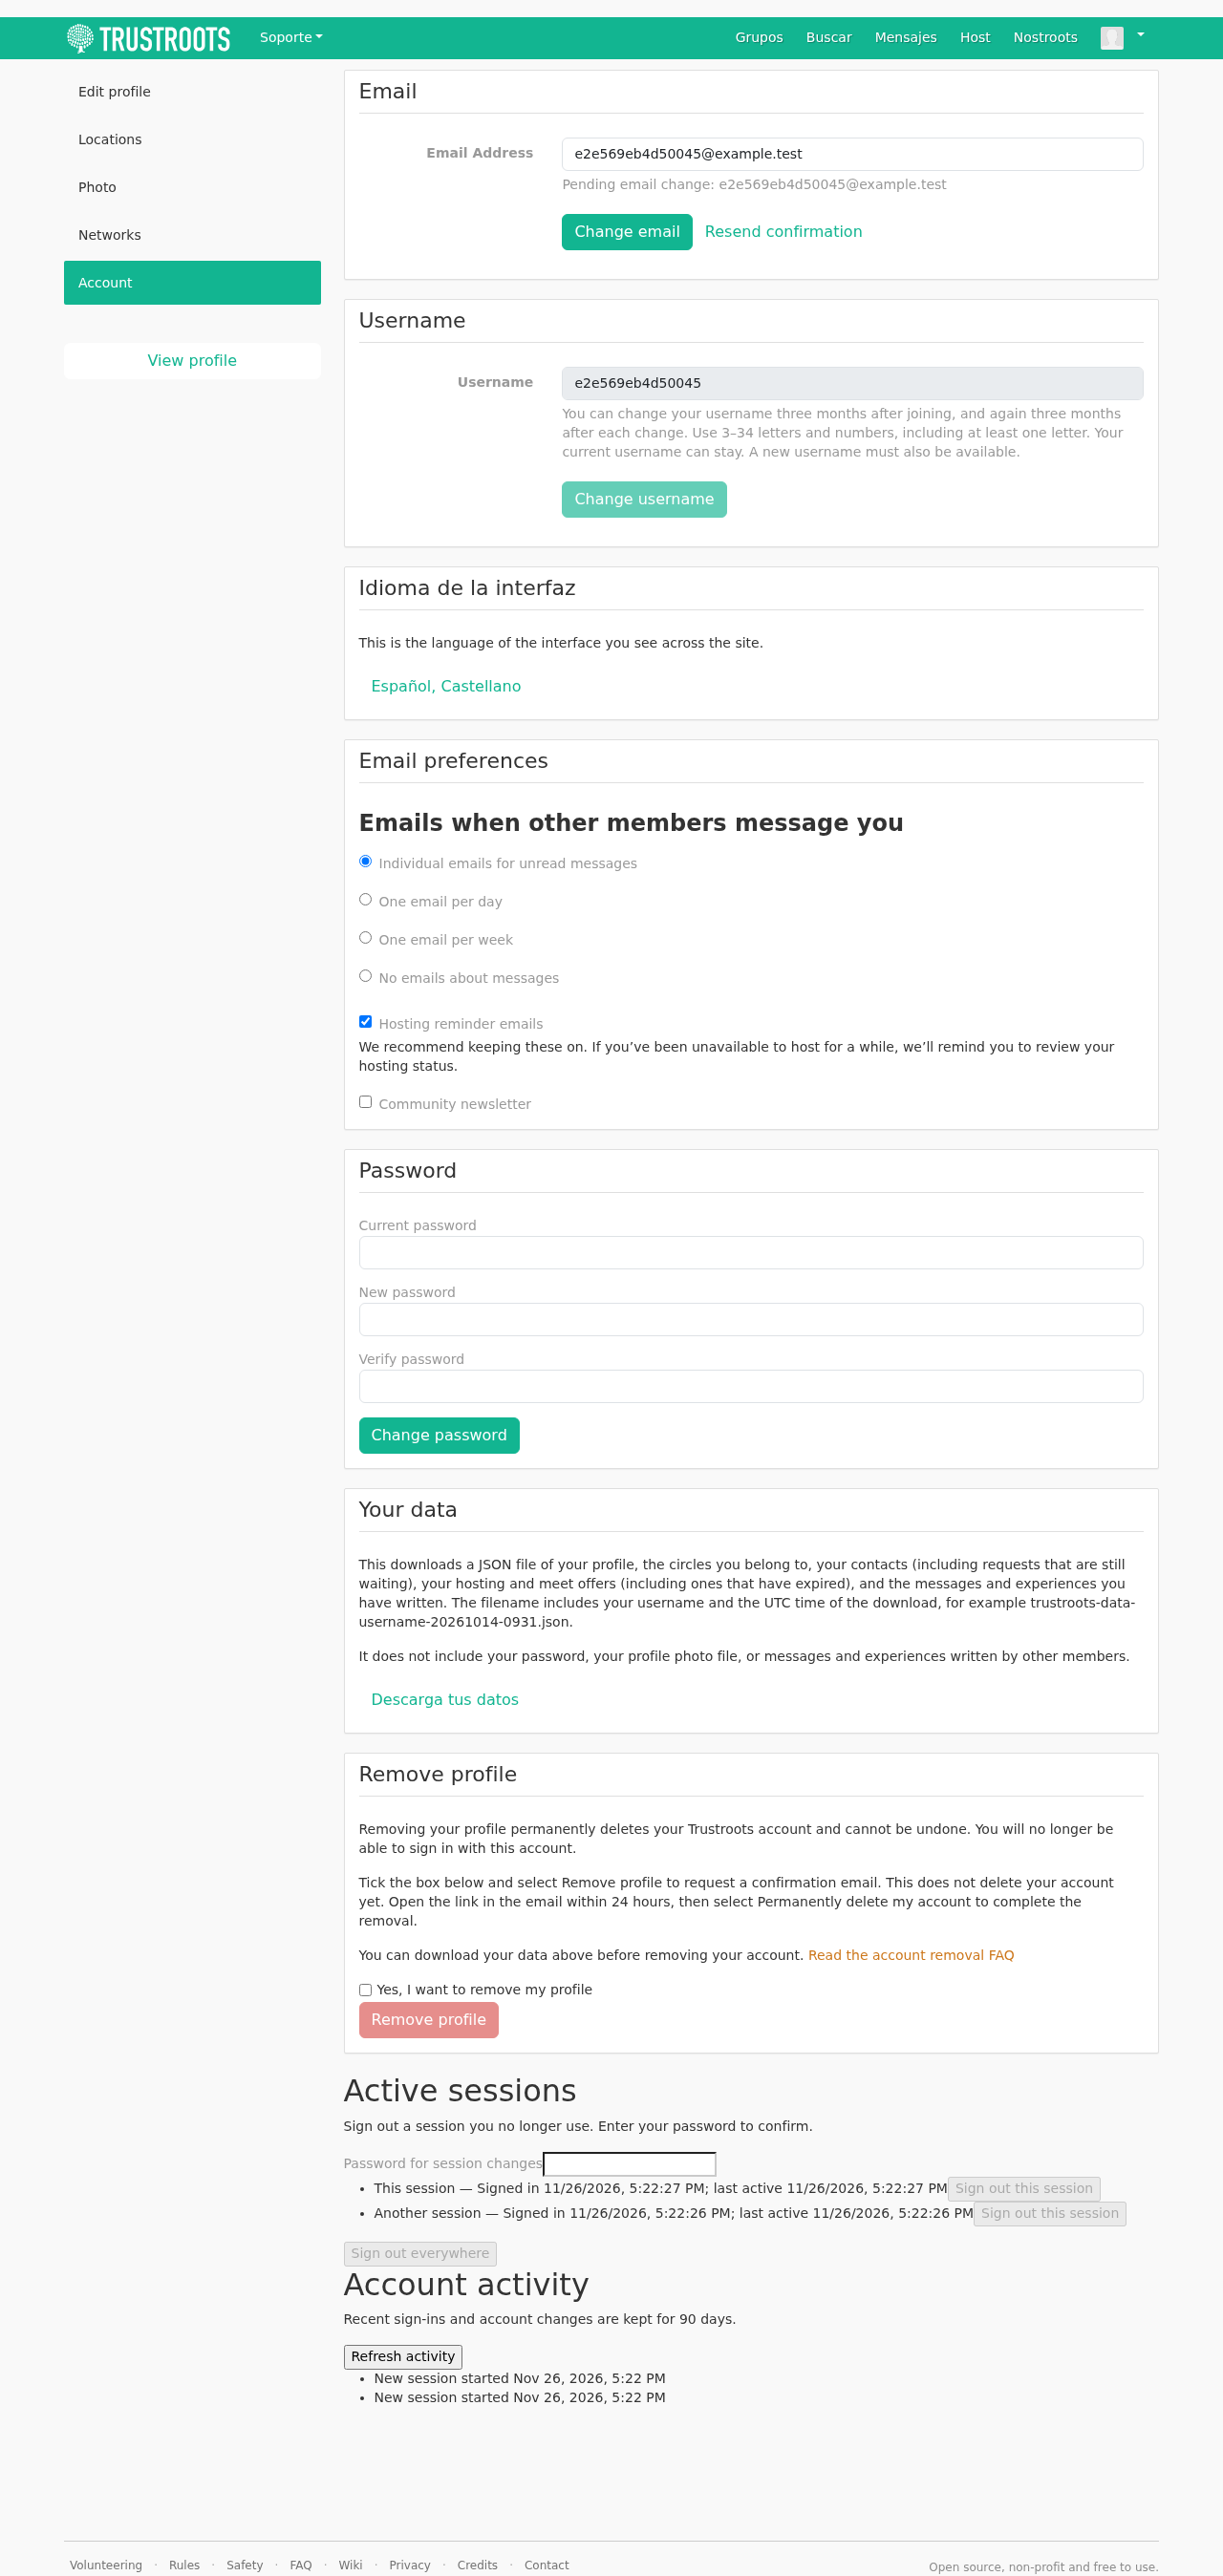 TRUSTROOTS
Soporte
Grupos
Buscar
Mensajes
Host
Nostroots
Edit profile
Locations
Photo
Networks
Account
View profile
Email
Email Address
e2e569eb4d50045@example.test
Pending email change: e2e569eb4d50045@example.test
Change email
Resend confirmation
Username
Username
e2e569eb4d50045
You can change your username three months after joining, and again three months
after each change. Use 3–34 letters and numbers, including at least one letter. Your
current username can stay. A new username must also be available.
Change username
Idioma de la interfaz
This is the language of the interface you see across the site.
Español, Castellano
Email preferences
Emails when other members message you
Individual emails for unread messages
One email per day
One email per week
No emails about messages
Hosting reminder emails
We recommend keeping these on. If you’ve been unavailable to host for a while, we’ll remind you to review your
hosting status.
Community newsletter
Password
Current password
New password
Verify password
Change password
Your data
This downloads a JSON file of your profile, the circles you belong to, your contacts (including requests that are still
waiting), your hosting and meet offers (including ones that have expired), and the messages and experiences you
have written. The filename includes your username and the UTC time of the download, for example trustroots-data-
username-20261014-0931.json.
It does not include your password, your profile photo file, or messages and experiences written by other members.
Descarga tus datos
Remove profile
Removing your profile permanently deletes your Trustroots account and cannot be undone. You will no longer be
able to sign in with this account.
Tick the box below and select Remove profile to request a confirmation email. This does not delete your account
yet. Open the link in the email within 24 hours, then select Permanently delete my account to complete the
removal.
You can download your data above before removing your account. Read the account removal FAQ
Yes, I want to remove my profile
Remove profile
Active sessions
Sign out a session you no longer use. Enter your password to confirm.
Password for session changes
This session — Signed in 11/26/2026, 5:22:27 PM; last active 11/26/2026, 5:22:27 PM Sign out this session
Another session — Signed in 11/26/2026, 5:22:26 PM; last active 11/26/2026, 5:22:26 PM Sign out this session
Sign out everywhere
Account activity
Recent sign-ins and account changes are kept for 90 days.
Refresh activity
New session started Nov 26, 2026, 5:22 PM
New session started Nov 26, 2026, 5:22 PM
Volunteering · Rules · Safety · FAQ · Wiki · Privacy · Credits · Contact
Open source, non-profit and free to use.